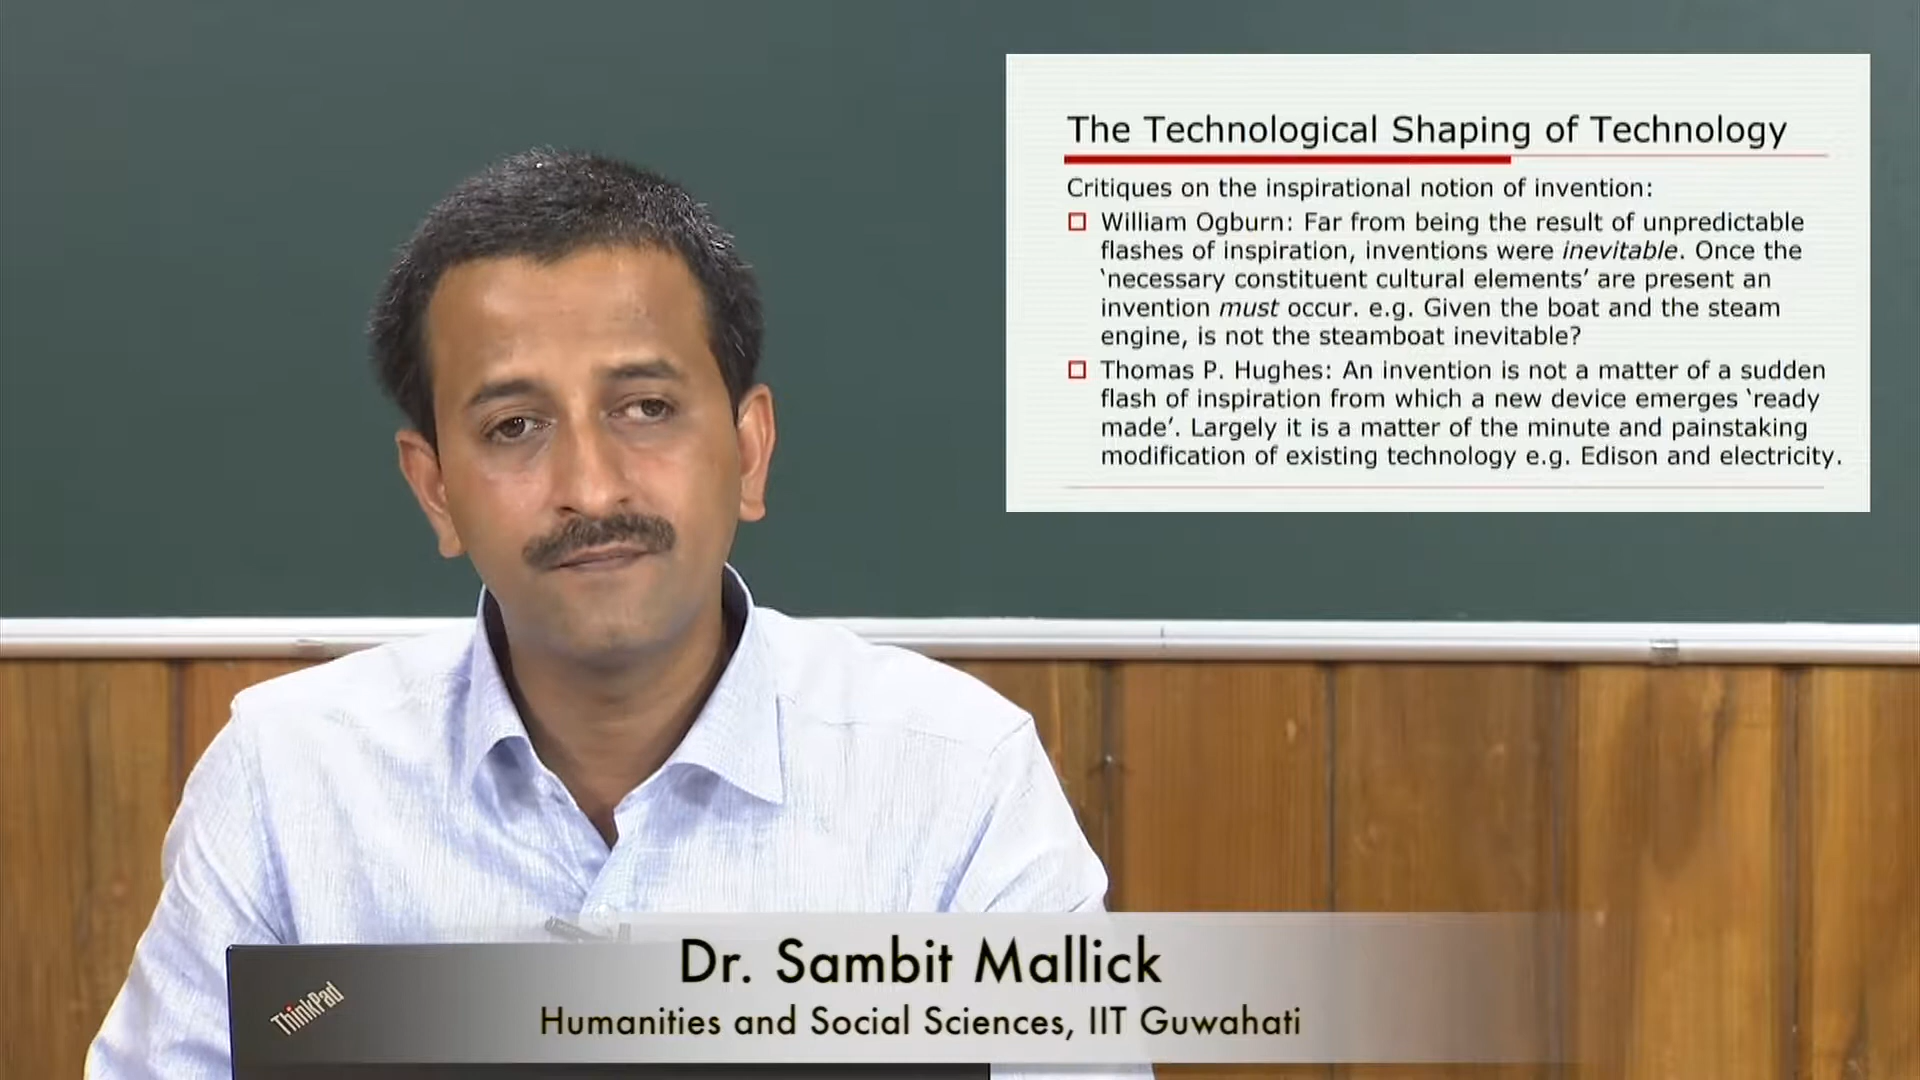 The Technological Shaping of Technology
Critiques on the inspirational notion of invention:
William Ogburn: Far from being the result of unpredictable
flashes of inspiration, inventions were inevitable. Once the
‘necessary constituent cultural elements’ are present an
invention must occur. e.g. Given the boat and the steam
engine, is not the steamboat inevitable?
Thomas P. Hughes: An invention is not a matter of a sudden
flash of inspiration from which a new device emerges ‘ready
made’. Largely it is a matter of the minute and painstaking
modification of existing technology e.g. Edison and electricity.
Dr. Sambit Mallick
Humanities and Social Sciences, IIT Guwahati
ThinkPad